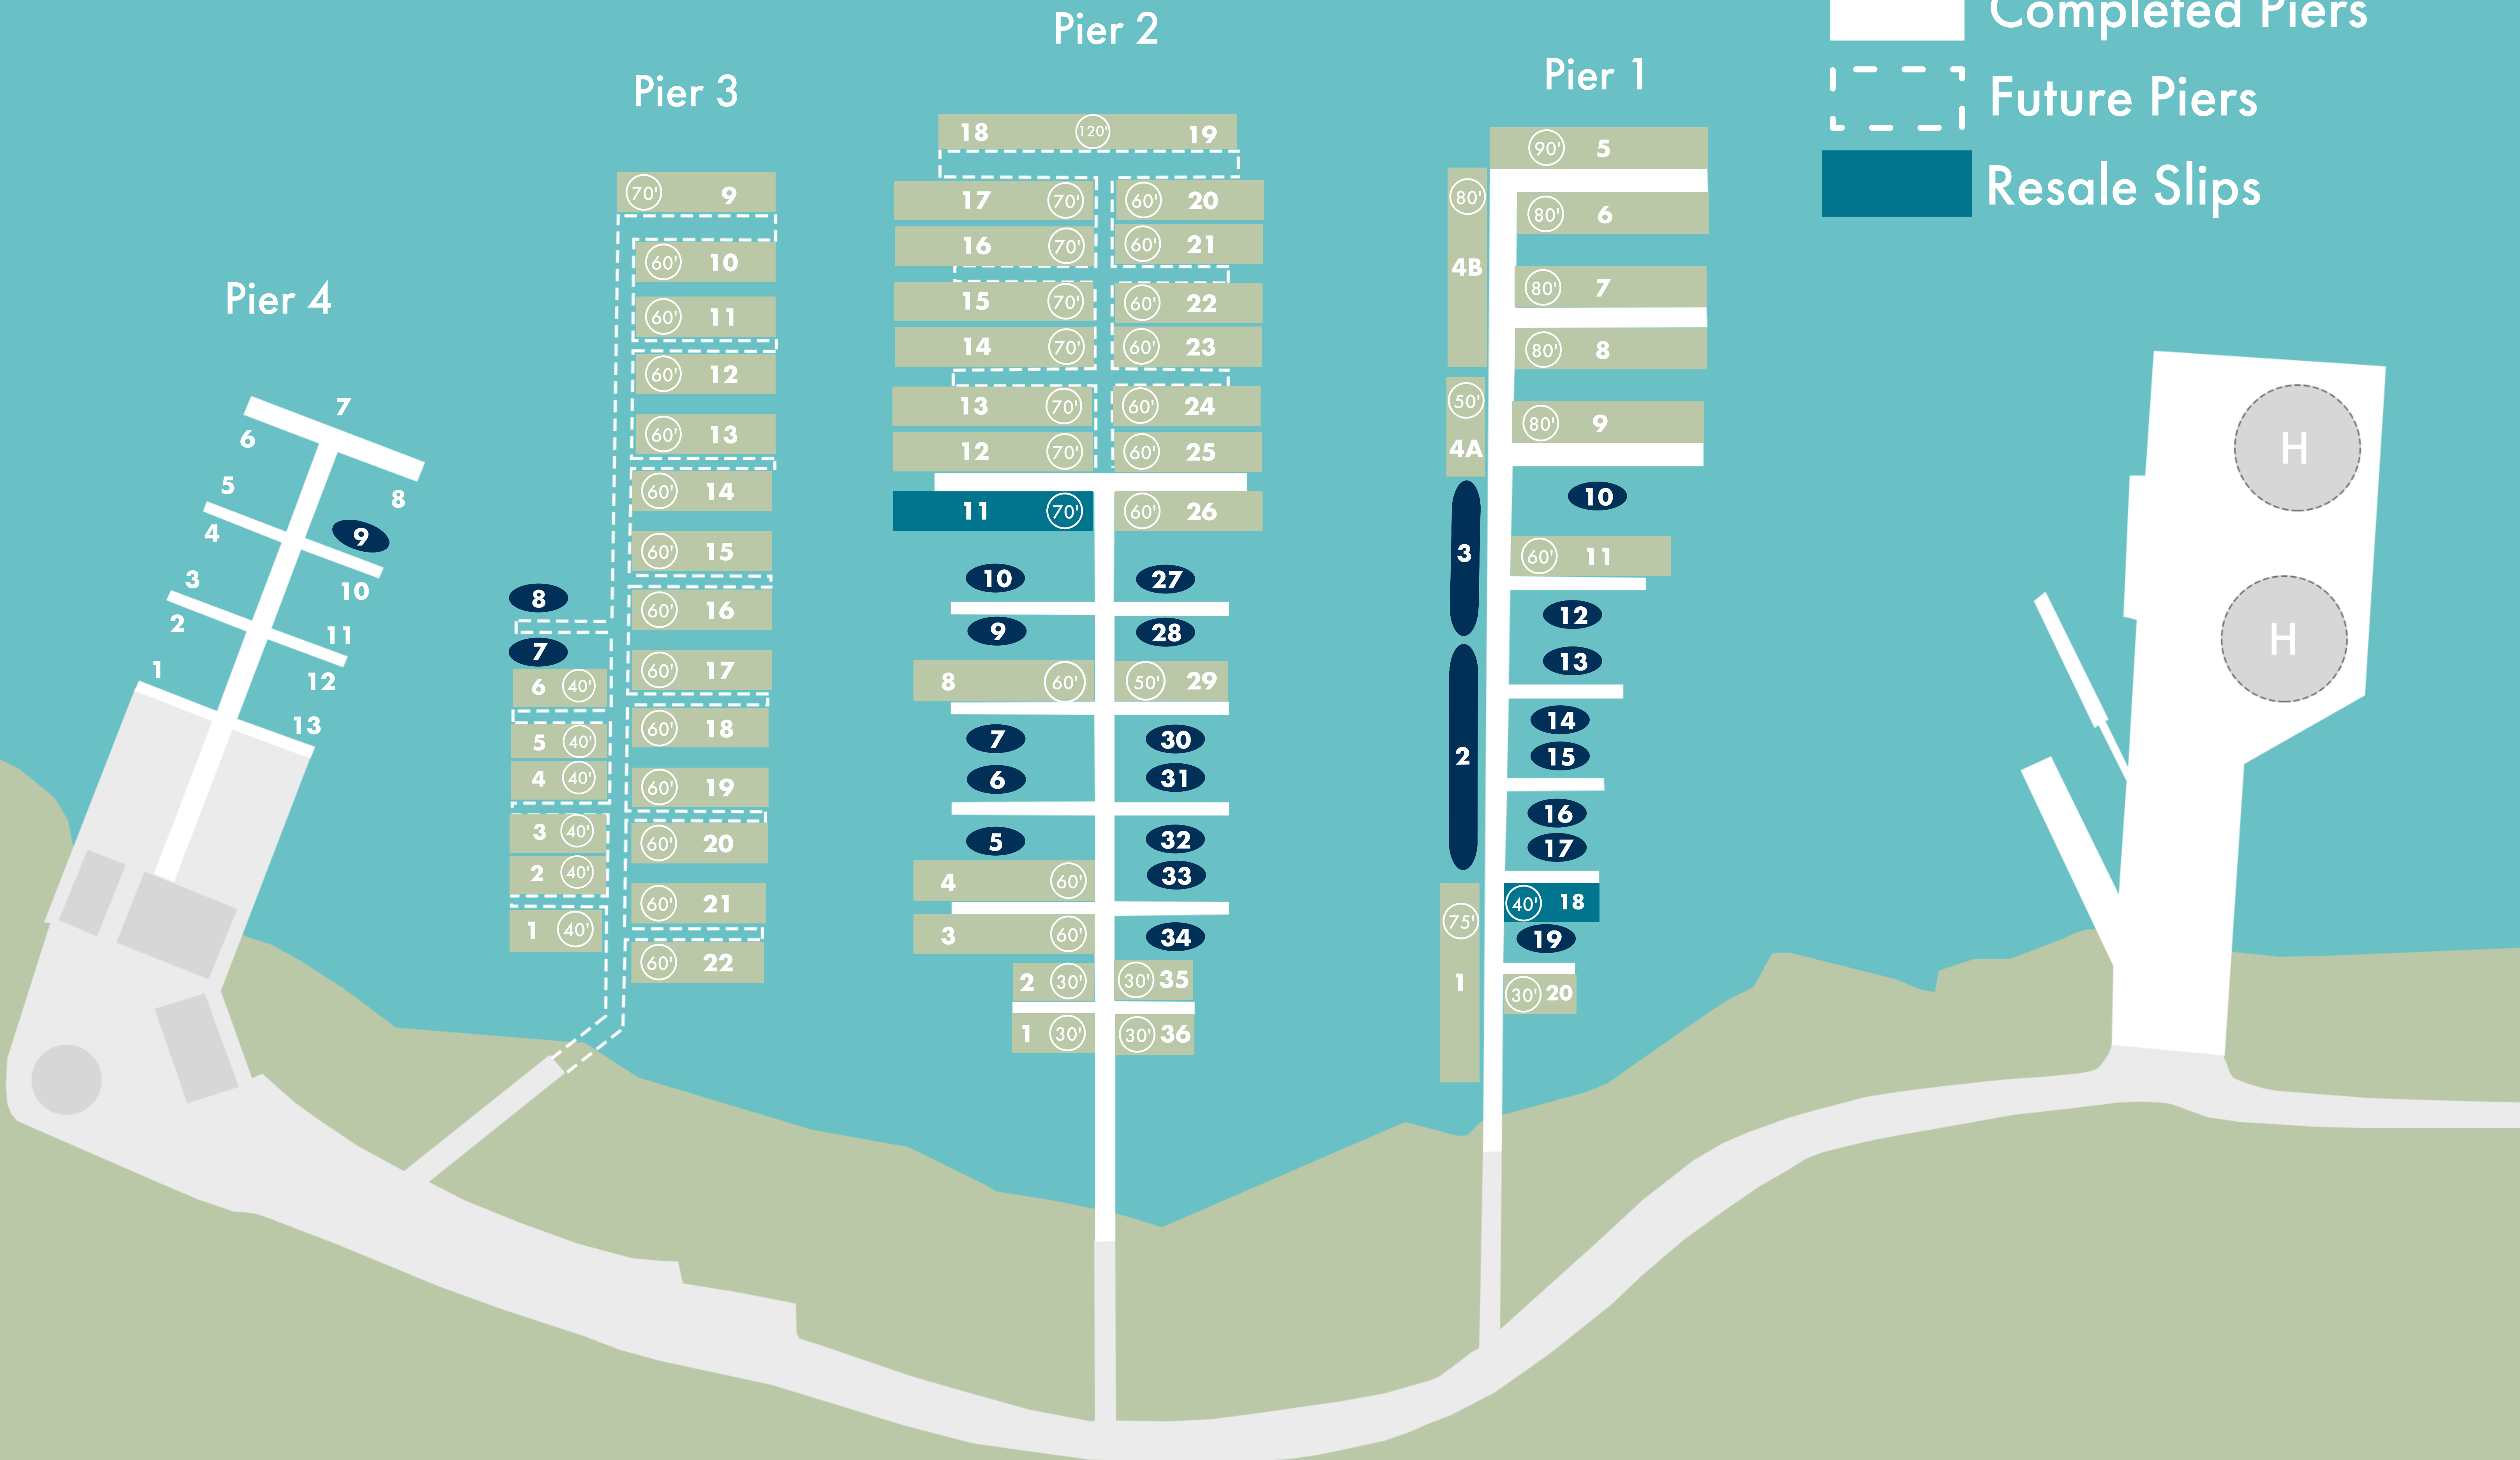 Completed Piers
Future Piers
Resale Slips
Pier 4
7
6
5
8
4
9
3
10
2
11
1
12
13
Pier 3
70' 9
60' 10
60' 11
60' 12
60' 13
60' 14
60' 15
8
60' 16
7
60' 17
6 40'
60' 18
5 40'
4 40'
60' 19
3 40'
60' 20
2 40'
60' 21
1 40'
60' 22
Pier 2
18 120' 19
17 70' 60' 20
16 70' 60' 21
15 70' 60' 22
14 70' 60' 23
13 70' 60' 24
12 70' 60' 25
11 70' 60' 26
10 27
9 28
8 60' 50' 29
7 30
6 31
5 32
33
4 60'
3 60' 34
2 30' 30' 35
1 30' 30' 36
Pier 1
90' 5
80'
80' 6
4B
80' 7
80' 8
50'
80' 9
4A
10
3
60' 11
12
13
14
2
15
16
17
75'
40' 18
19
1
30' 20
H
H